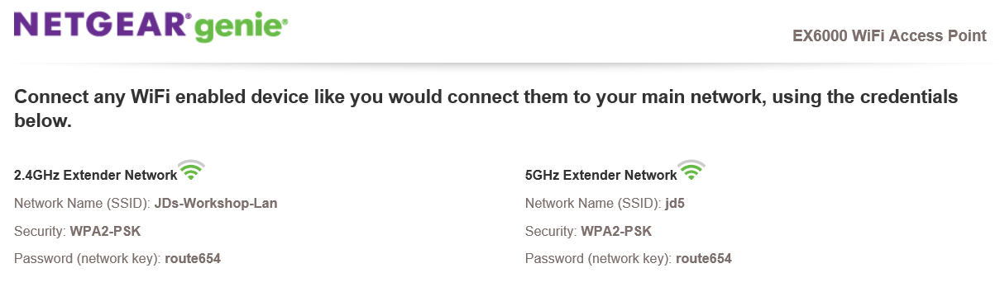 NETGEAR® genie®
EX6000 WiFi Access Point
Connect any WiFi enabled device like you would connect them to your main network, using the credentials
below.
2.4GHz Extender Network
Network Name (SSID): JDs-Workshop-Lan
Security: WPA2-PSK
Password (network key): route654
5GHz Extender Network
Network Name (SSID): jd5
Security: WPA2-PSK
Password (network key): route654